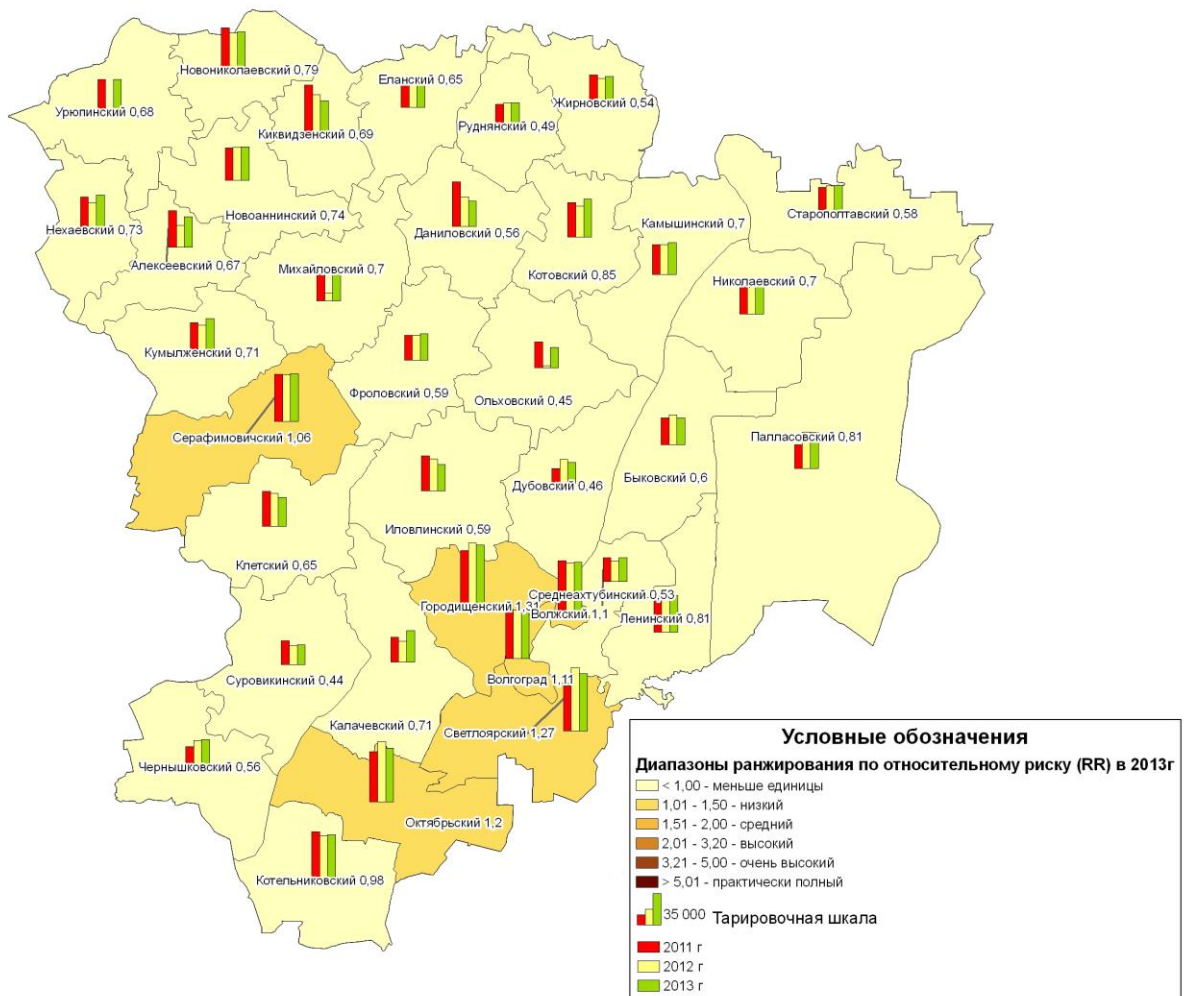 Новониколаевский 0,79
Еланский 0,65
Жирновский 0,54
Урюпинский 0,68
Руднянский 0,49
Киквидзенский 0,69
Новоаннинский 0,74
Старополтавский 0,58
Нехаевский 0,73
Даниловский 0,56
Камышинский 0,7
Алексеевский 0,67
Михайловский 0,7
Котовский 0,85
Николаевский 0,7
Кумылженский 0,71
Фроловский 0,59
Ольховский 0,45
Серафимовичский 1,06
Палласовский 0,81
Быковский 0,6
Дубовский 0,46
Иловлинский 0,59
Клетский 0,65
Среднеахтубинский 0,53
Городищенский 1,31
Волжский 1,1
Ленинский 0,81
Суровикинский 0,44
Волгоград 1,11
Калачевский 0,71
Светлоярский 1,27
Чернышковский 0,56
Октябрьский 1,2
Котельниковский 0,98
Условные обозначения
Диапазоны ранжирования по относительному риску (RR) в 2013г
< 1,00 - меньше единицы
1,01 - 1,50 - низкий
1,51 - 2,00 - средний
2,01 - 3,20 - высокий
3,21 - 5,00 - очень высокий
> 5,01 - практически полный
35 000 Тарировочная шкала
2011 г
2012 г
2013 г